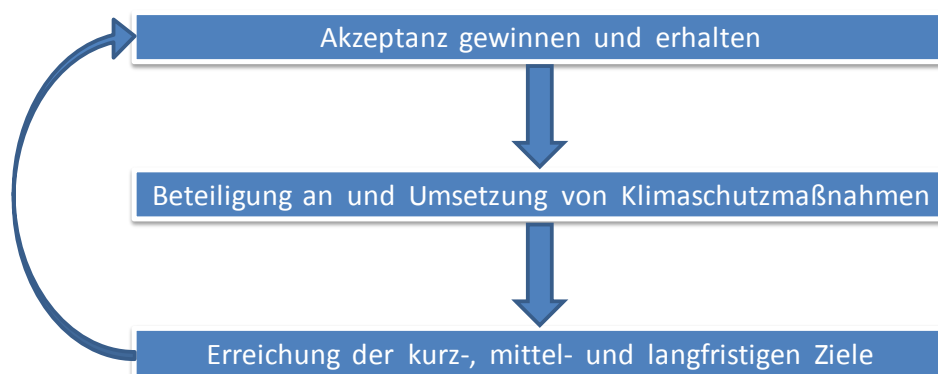 Akzeptanz gewinnen und erhalten
Beteiligung an und Umsetzung von Klimaschutzmaßnahmen
Erreichung der kurz-, mittel- und langfristigen Ziele